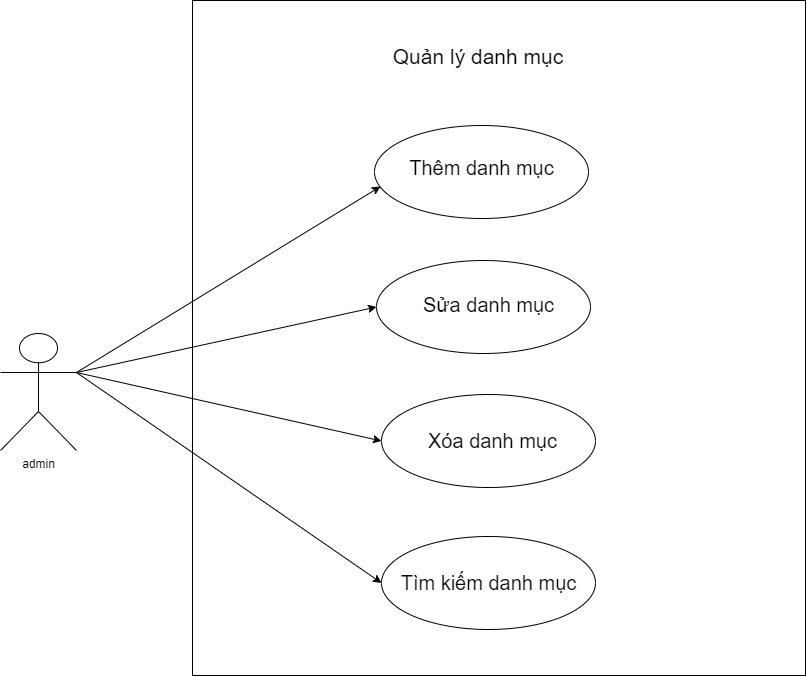 Quản lý danh mục
Thêm danh mục
Sửa danh mục
Xóa danh mục
Tìm kiếm danh mục
admin